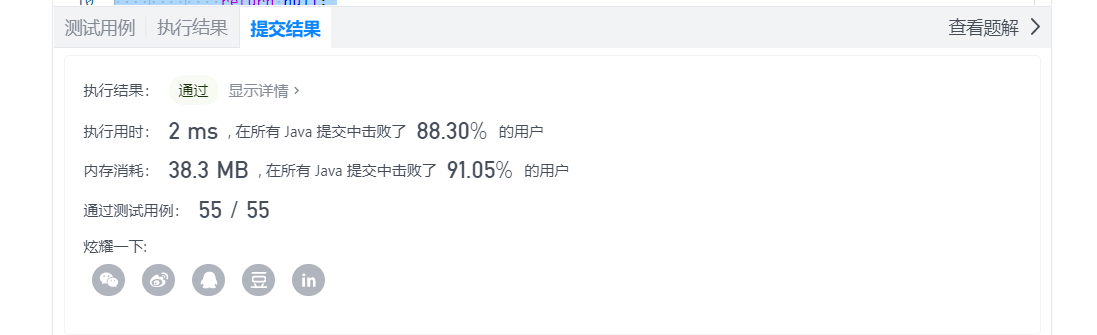 return null;
测试用例 执行结果 提交结果 查看题解 >
执行结果： 通过 显示详情 >
执行用时： 2 ms , 在所有 Java 提交中击败了 88.30% 的用户
内存消耗： 38.3 MB , 在所有 Java 提交中击败了 91.05% 的用户
通过测试用例： 55 / 55
炫耀一下:
豆 in